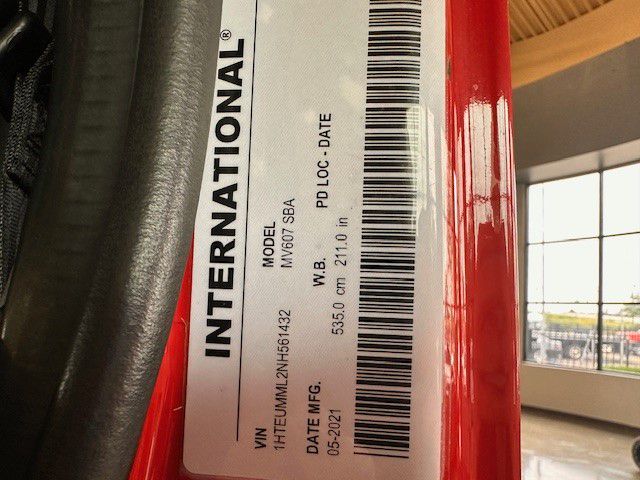 INTERNATIONAL®
VIN MODEL
1HTEUMML2NH561432 MV607 SBA
DATE MFG. W.B. PD LOC - DATE
05-2021 535.0 cm 211.0 in